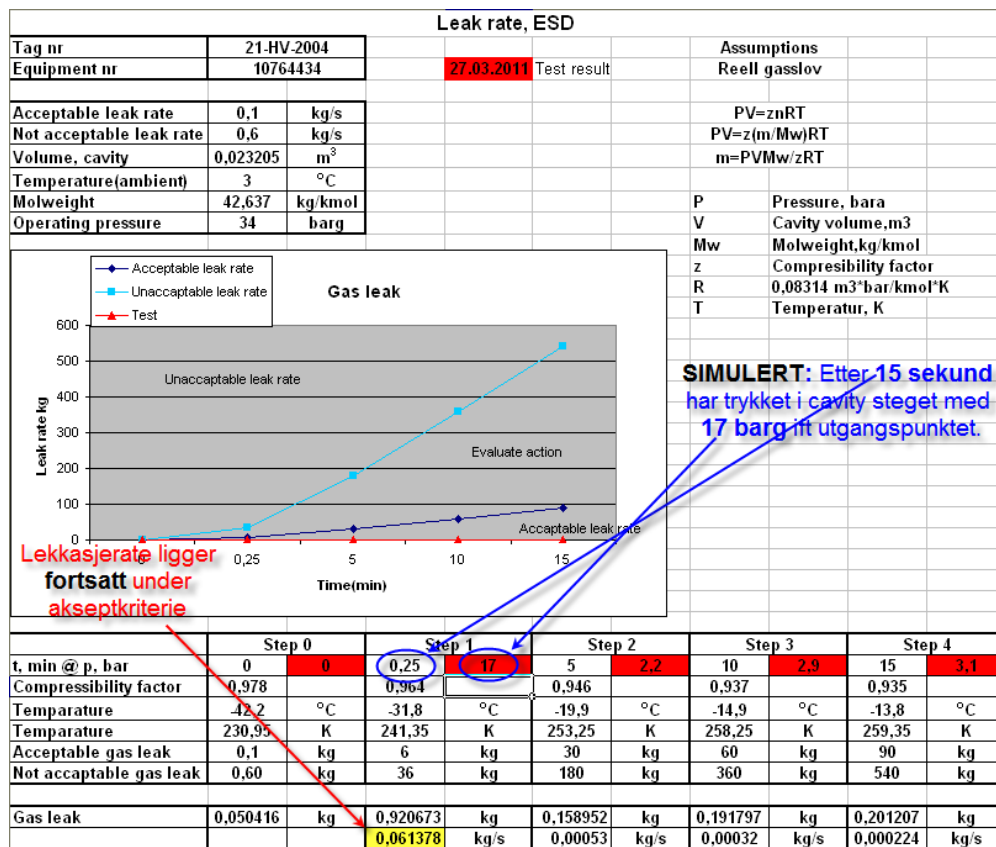 Leak rate, ESD
Tag nr 21-HV-2004 Assumptions
Equipment nr 10764434 27.03.2011 Test result Reell gasslov
Acceptable leak rate 0,1 kg/s PV=znRT
Not acceptable leak rate 0,6 kg/s PV=z(m/Mw)RT
Volume, cavity 0,023205 m³ m=PVMw/zRT
Temperature(ambient) 3 °C
Molweight 42,637 kg/kmol P Pressure, bara
Operating pressure 34 barg V Cavity volume,m3
Mw Molweight,kg/kmol
z Compresibility factor
R 0,08314 m3*bar/kmol*K
T Temperatur, K
Acceptable leak rate
Unaccaptable leak rate
Test
Gas leak
600
500
400
300
200
100
0
Leak rate kg
Unaccaptable leak rate
Evaluate action
Accaptable leak rate
0,25 5 10 15
Time(min)
SIMULERT: Etter 15 sekund
har trykket i cavity steget med
17 barg ift utgangspunktet.
Lekkasjerate ligger
fortsatt under
akseptkriterie
Step 0 Step 1 Step 2 Step 3 Step 4
t, min @ p, bar 0 0 0,25 17 5 2,2 10 2,9 15 3,1
Compressibility factor 0,978 0,964 0,946 0,937 0,935
Temparature -42,2 °C -31,8 °C -19,9 °C -14,9 °C -13,8 °C
Temparature 230,95 K 241,35 K 253,25 K 258,25 K 259,35 K
Acceptable gas leak 0,1 kg 6 kg 30 kg 60 kg 90 kg
Not accaptable gas leak 0,60 kg 36 kg 180 kg 360 kg 540 kg
Gas leak 0,050416 kg 0,920673 kg 0,158952 kg 0,191797 kg 0,201207 kg
0,061378 kg/s 0,00053 kg/s 0,00032 kg/s 0,000224 kg/s